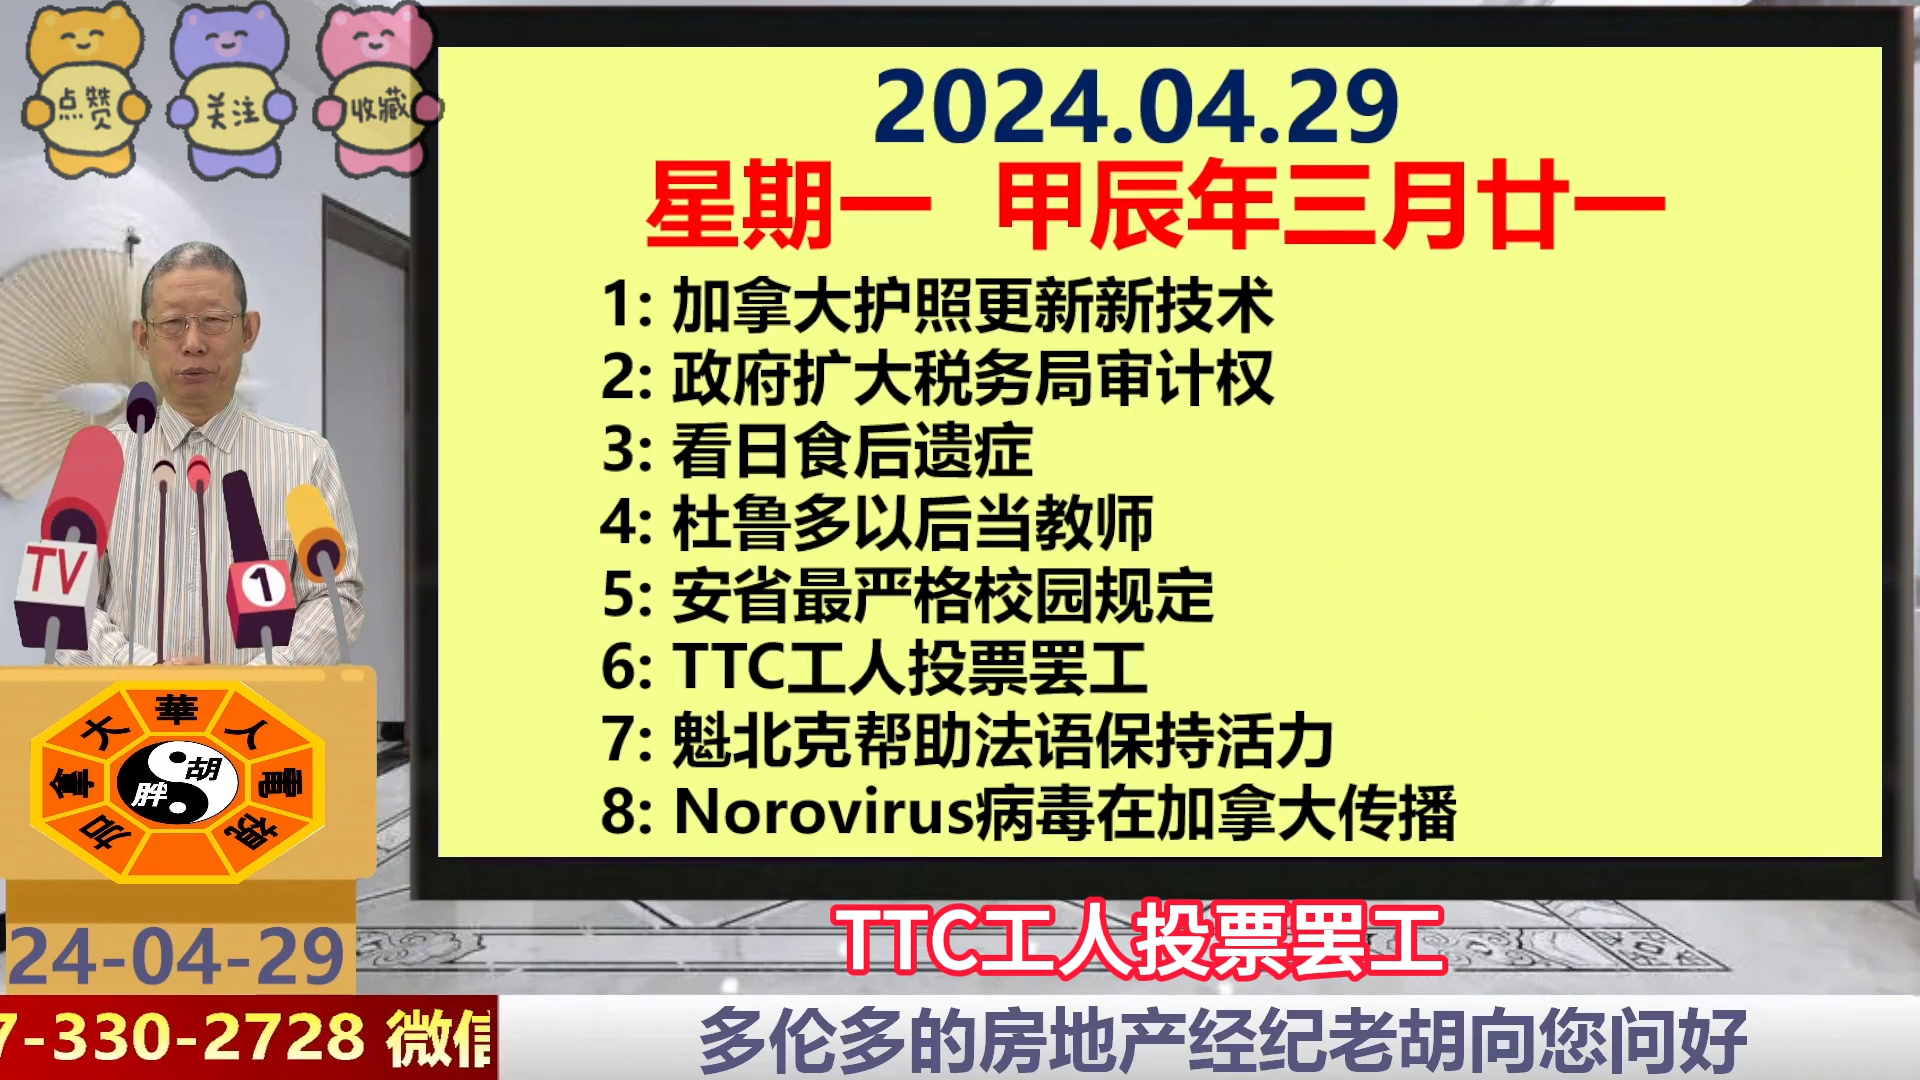 点赞
关注
收藏
2024.04.29
星期一 甲辰年三月廿一
1: 加拿大护照更新新技术
2: 政府扩大税务局审计权
3: 看日食后遗症
4: 杜鲁多以后当教师
5: 安省最严格校园规定
6: TTC工人投票罢工
7: 魁北克帮助法语保持活力
8: Norovirus病毒在加拿大传播
TV
1
加拿大華人電視
胡
胖
TTC工人投票罢工
24-04-29
7-330-2728 微信
多伦多的房地产经纪老胡向您问好